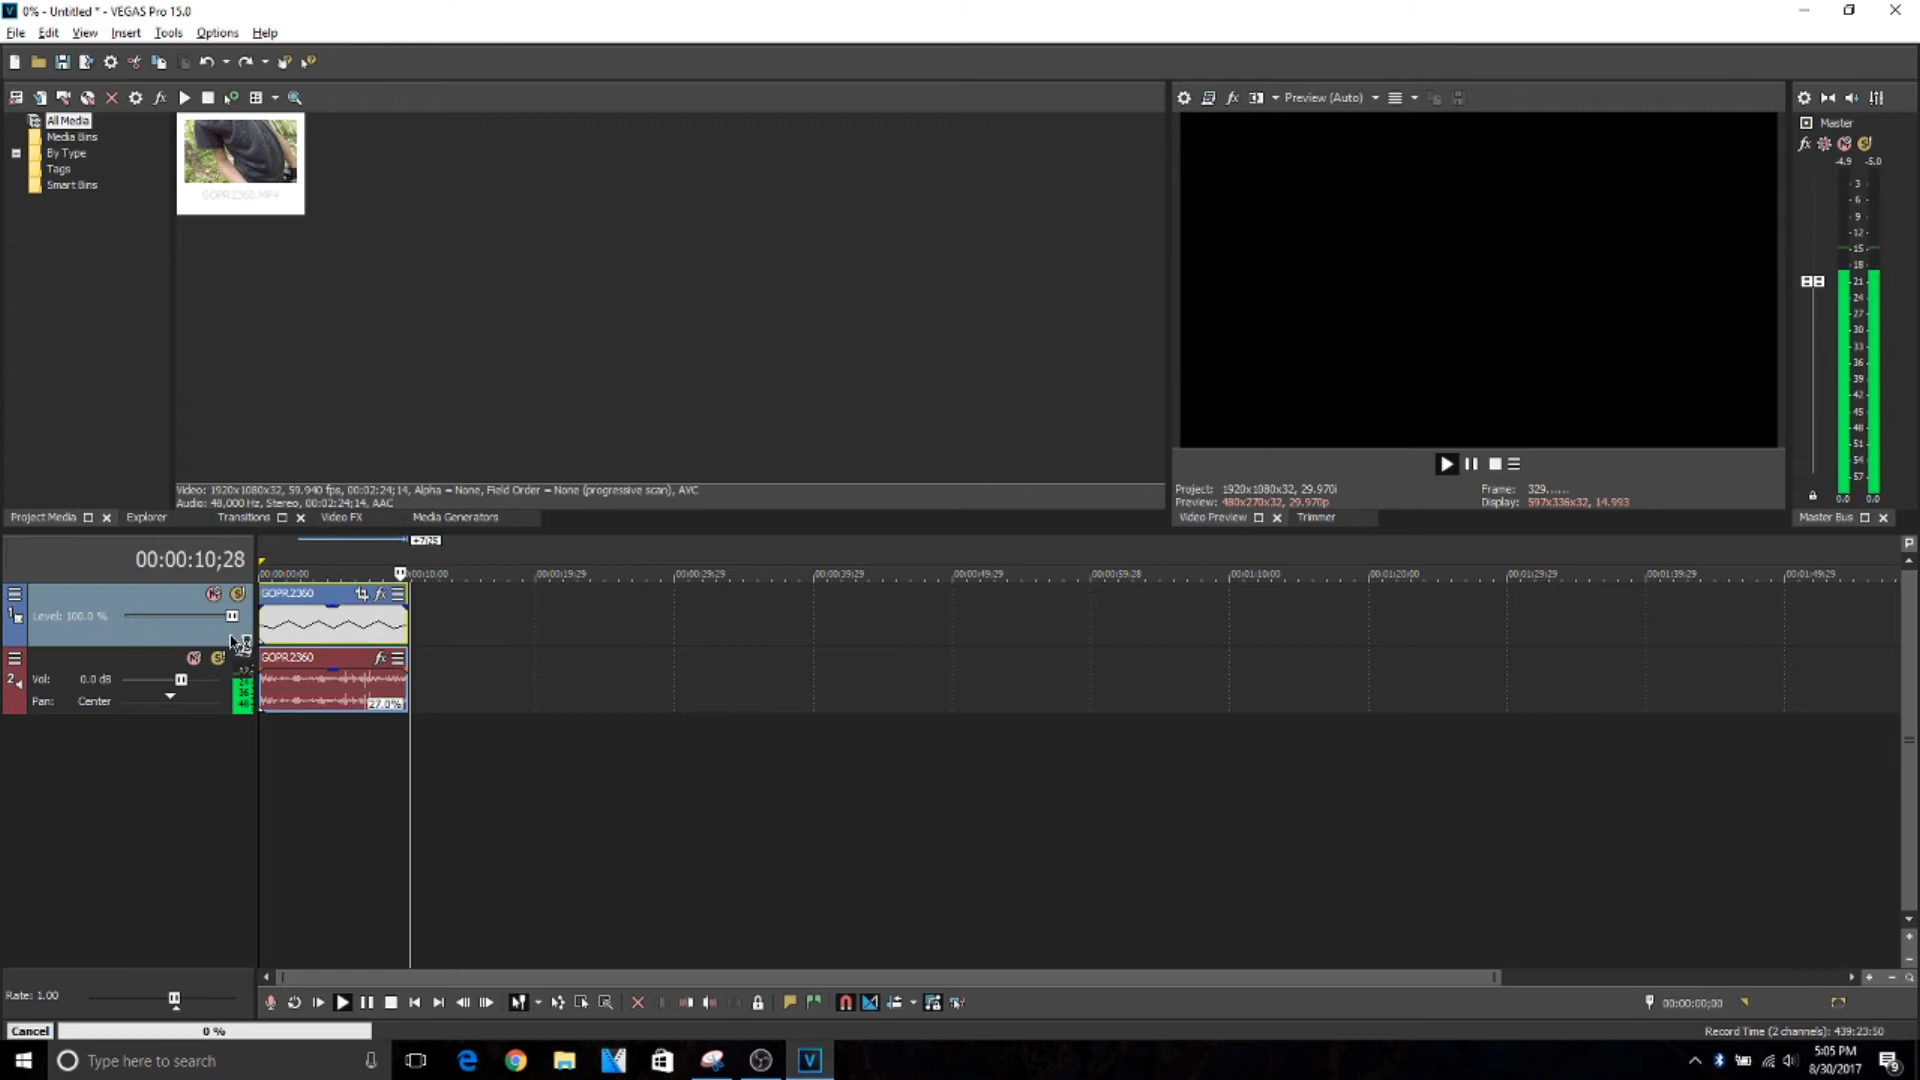 0% - Untitled * - VEGAS Pro 15.0
File Edit View Insert Tools Options Help
Preview (Auto)
All Media
Media Bins
By Type
Tags
Smart Bins
GOPR2360.MP4
Master
-4.9 -5.0
3
6
9
12
15
18
21
24
27
30
33
36
39
42
45
48
51
54
57
0.0 0.0
Video: 1920x1080x32, 59.940 fps, 00:02:24;14, Alpha = None, Field Order = None (progressive scan), AVC
Audio: 48,000 Hz, Stereo, 00:02:24;14, AAC
Project: 1920x1080x32, 29.970i
Preview: 480x270x32, 29.970p
Frame: 329......
Display: 597x336x32, 14.993
Project Media Explorer Transitions Video FX Media Generators
Video Preview Trimmer
Master Bus
00:00:10;28
+7:25
00:00:00;00 00:00:10;00 00:00:19;29 00:00:29;29 00:00:39;29 00:00:49;29 00:00:59;28 00:01:10;00 00:01:20;00 00:01:29;29 00:01:39;29 00:01:49;29
1
Level: 100.0 %
GOPR2360
2
Vol: 0.0 dB
Pan: Center
12
24
36
48
GOPR2360
27.0%
Rate: 1.00
00:00:00;00
Cancel 0 %
Record Time (2 channels): 439:23:50
Type here to search
5:05 PM
8/30/2017
9